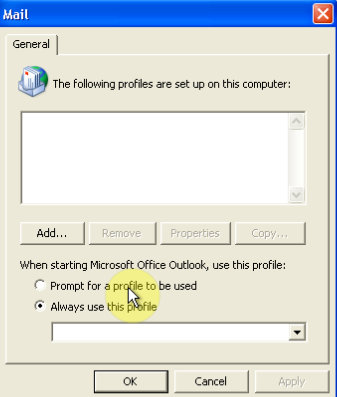 Mail
General
The following profiles are set up on this computer:
Add... Remove Properties Copy...
When starting Microsoft Office Outlook, use this profile:
Prompt for a profile to be used
Always use this profile
OK Cancel Apply